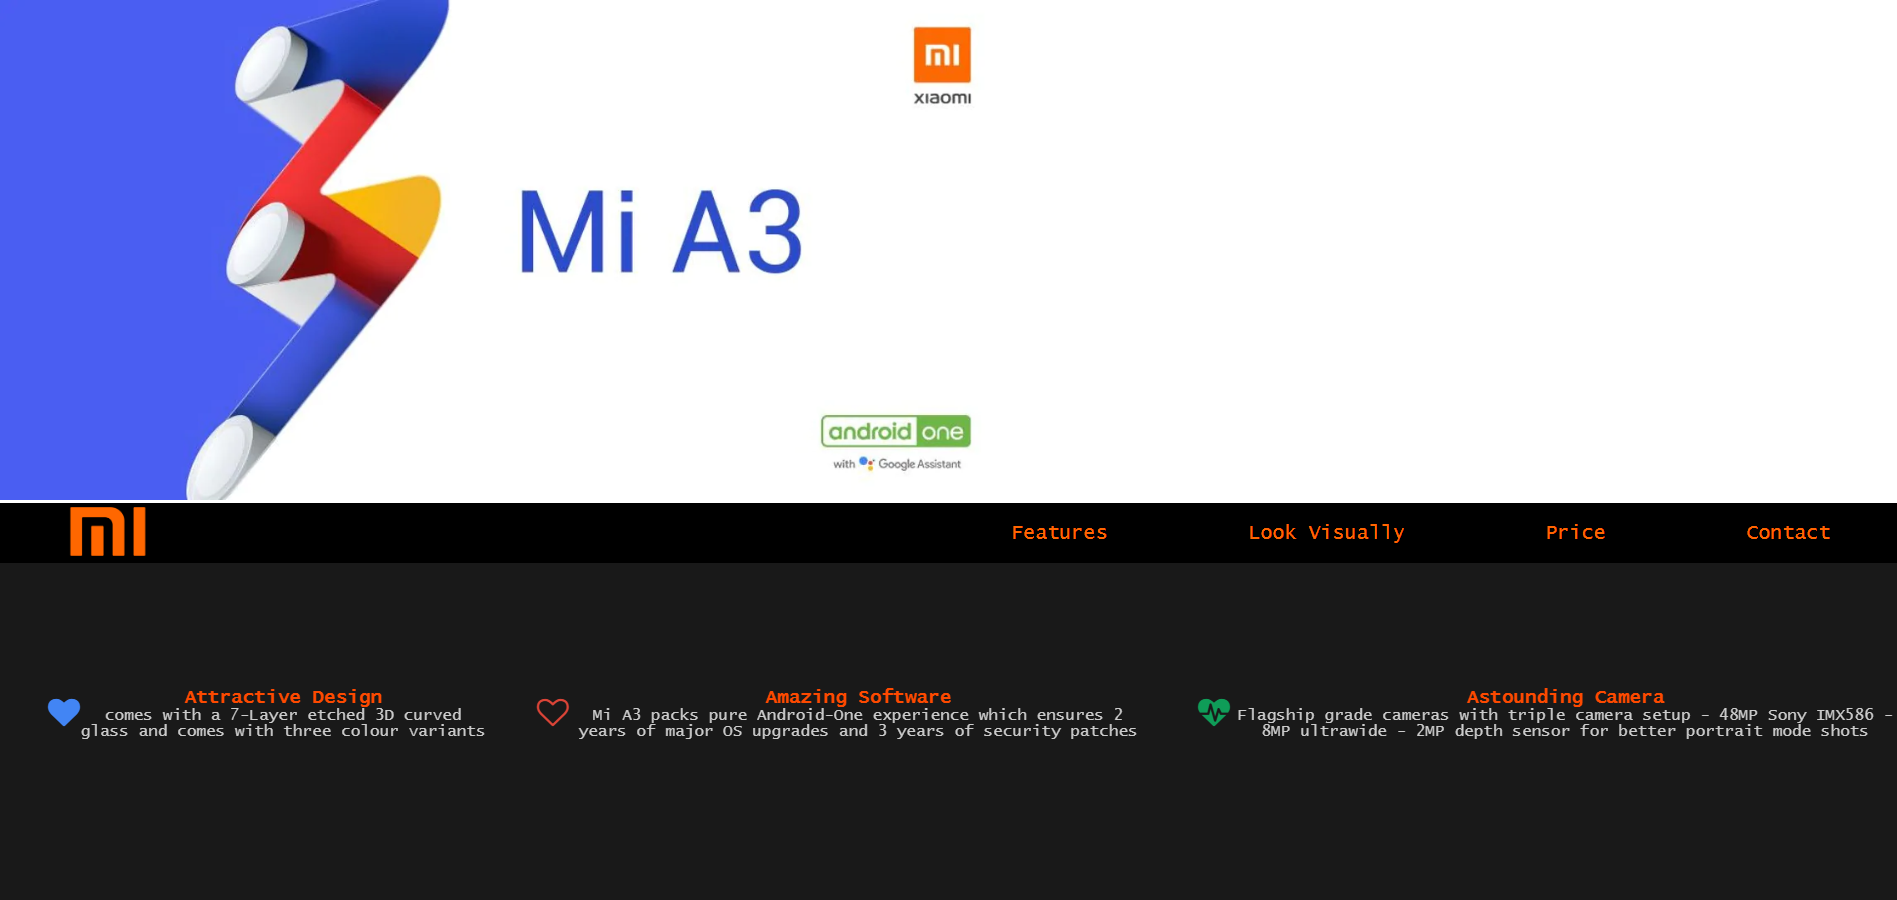 mi
xiaomi
Mi A3
android one
with Google Assistant
mi
Features
Look Visually
Price
Contact
Attractive Design
comes with a 7-Layer etched 3D curved
glass and comes with three colour variants
Amazing Software
Mi A3 packs pure Android-One experience which ensures 2
years of major OS upgrades and 3 years of security patches
Astounding Camera
Flagship grade cameras with triple camera setup - 48MP Sony IMX586 -
8MP ultrawide - 2MP depth sensor for better portrait mode shots